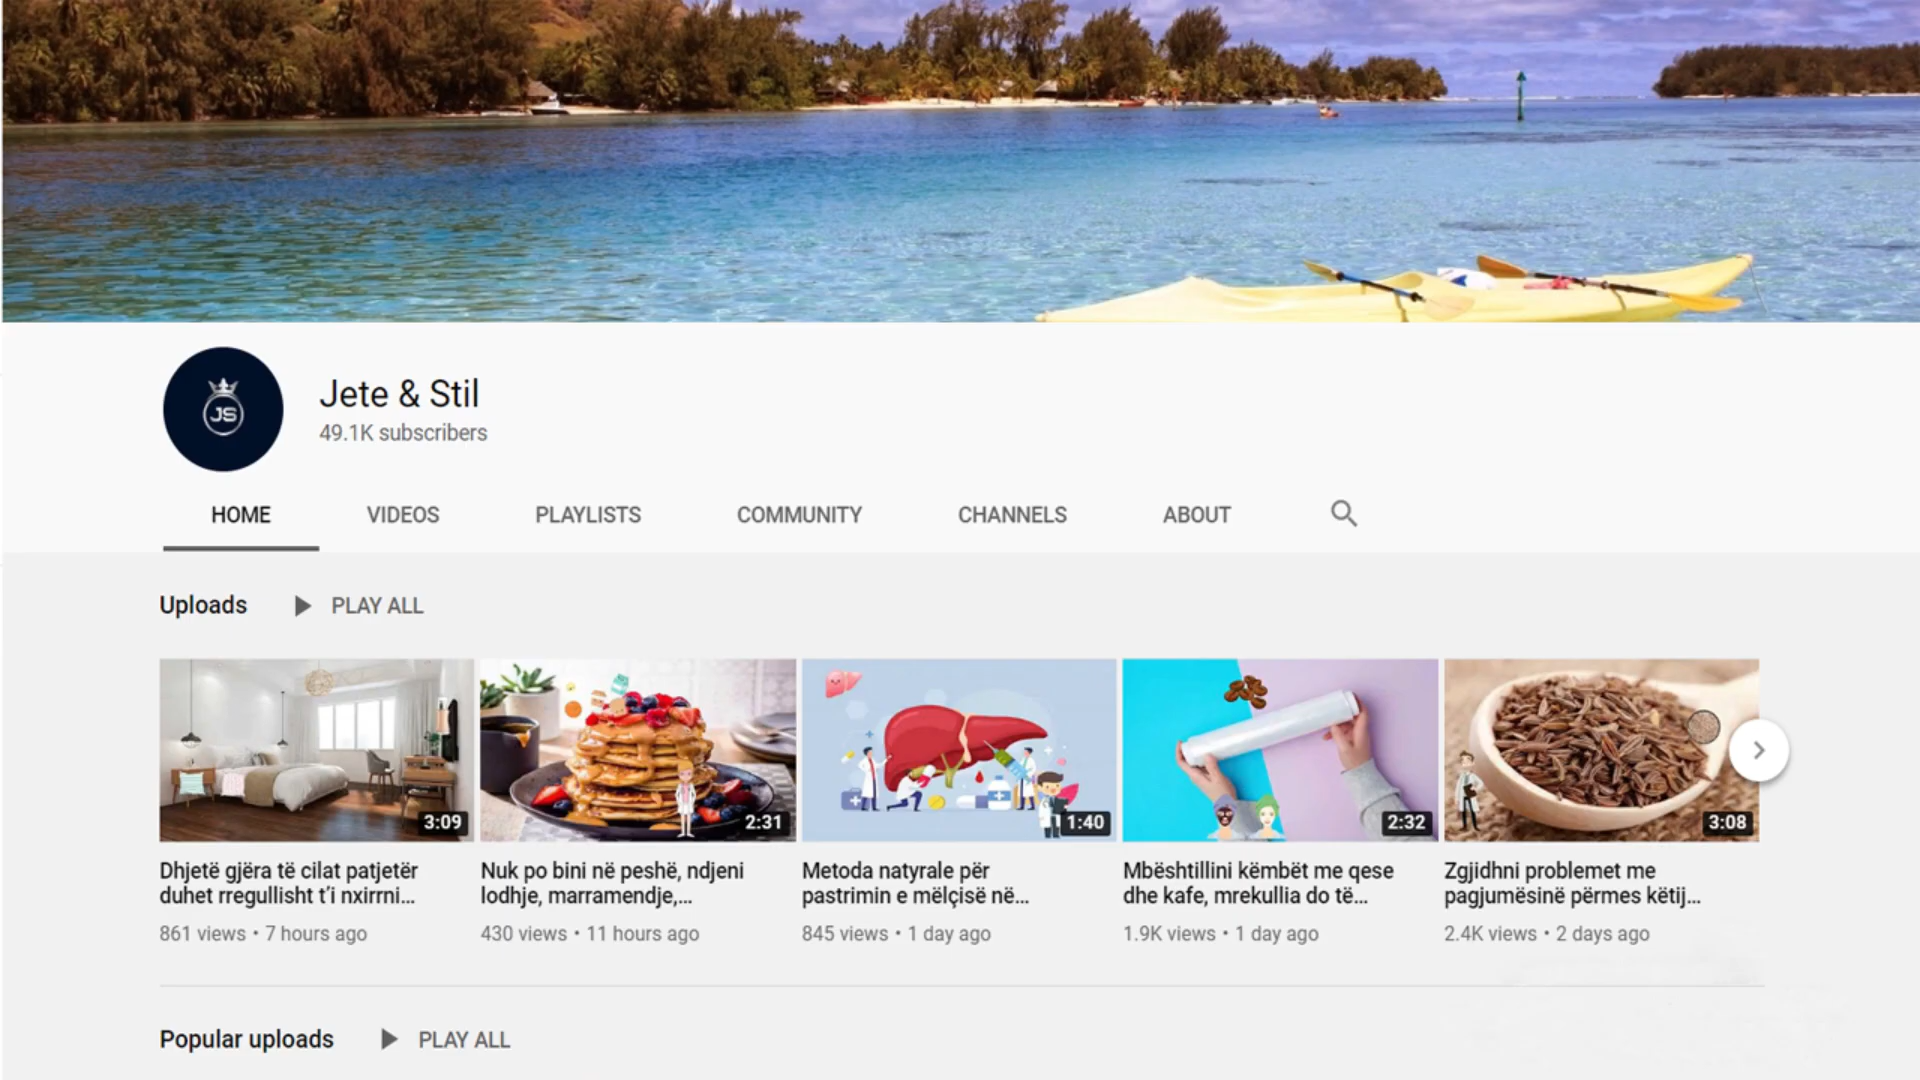 JS
Jete & Stil
49.1K subscribers
HOME VIDEOS PLAYLISTS COMMUNITY CHANNELS ABOUT
Uploads PLAY ALL
3:09 2:31 1:40 2:32 3:08
Dhjetë gjëra të cilat patjetër
duhet rregullisht t’i nxirrni...
861 views • 7 hours ago
Nuk po bini në peshë, ndjeni
lodhje, marramendje,...
430 views • 11 hours ago
Metoda natyrale për
pastrimin e mëlçisë në...
845 views • 1 day ago
Mbështillini këmbët me qese
dhe kafe, mrekullia do të...
1.9K views • 1 day ago
Zgjidhni problemet me
pagjumësinë përmes këtij...
2.4K views • 2 days ago
Popular uploads PLAY ALL